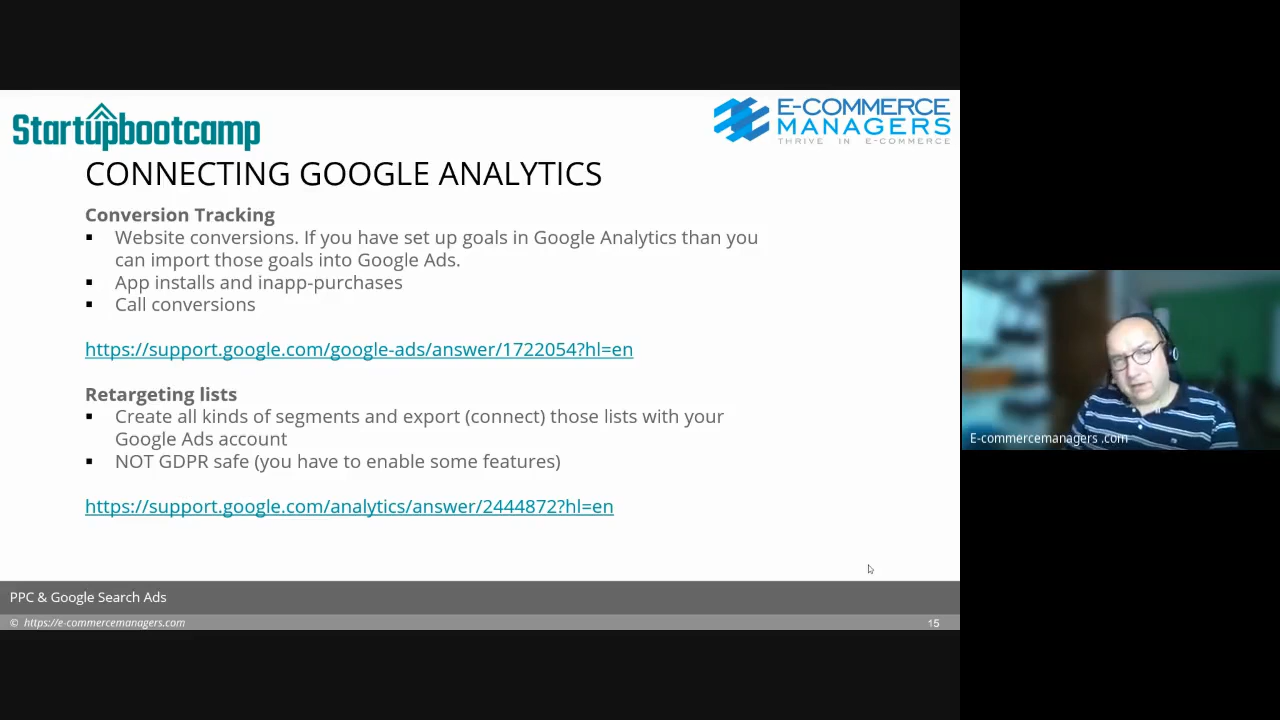 Startupbootcamp
E-COMMERCE
MANAGERS
THRIVE IN E-COMMERCE
CONNECTING GOOGLE ANALYTICS
Conversion Tracking
▪ Website conversions. If you have set up goals in Google Analytics than you
can import those goals into Google Ads.
▪ App installs and inapp-purchases
▪ Call conversions
https://support.google.com/google-ads/answer/1722054?hl=en
Retargeting lists
▪ Create all kinds of segments and export (connect) those lists with your
Google Ads account
▪ NOT GDPR safe (you have to enable some features)
https://support.google.com/analytics/answer/2444872?hl=en
E-commercemanagers .com
PPC & Google Search Ads
© https://e-commercemanagers.com
15